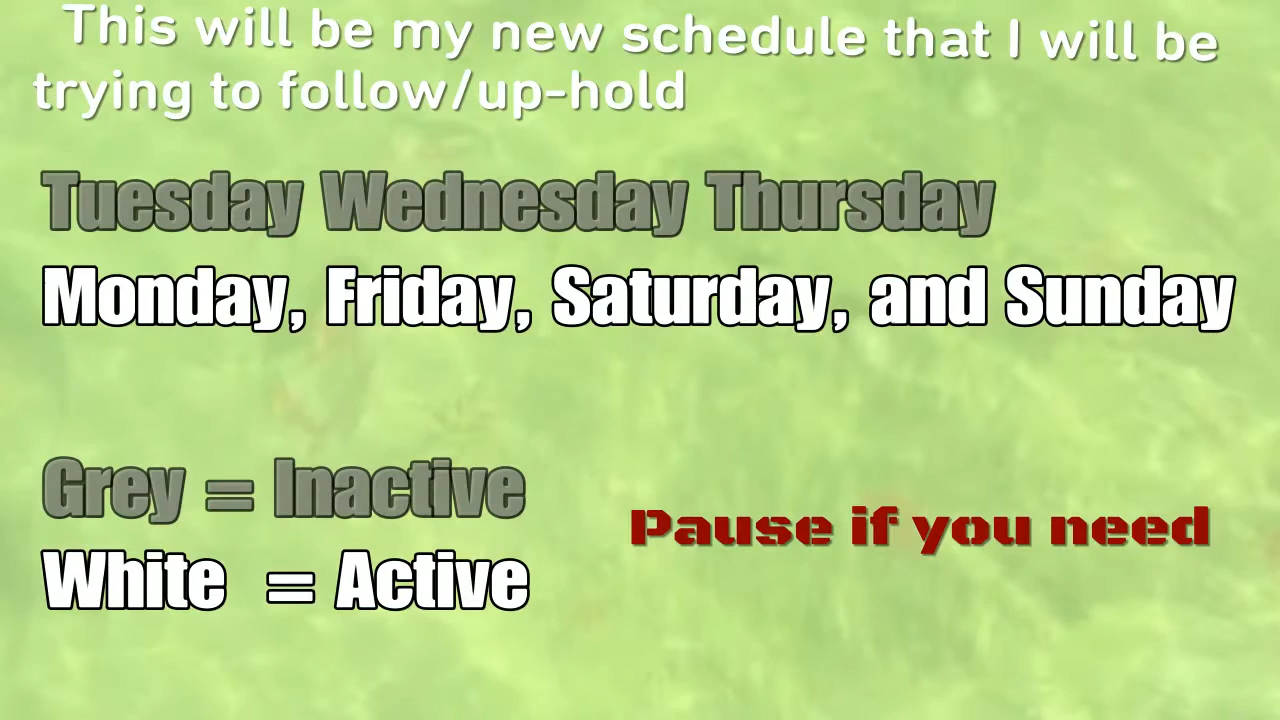 This will be my new schedule that I will be
trying to follow/up-hold
Tuesday Wednesday Thursday
Monday, Friday, Saturday, and Sunday
Grey = Inactive
Pause if you need
White = Active